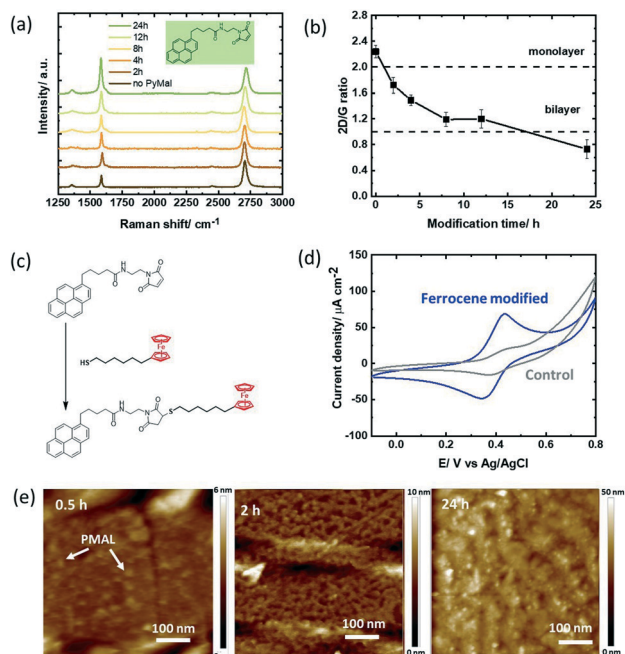 (a)
24h
12h
8h
4h
2h
no PyMal
Intensity/ a.u.
1250 1500 1750 2000 2250 2500 2750 3000
Raman shift/ cm-1
(b)
2.4
2.0
1.6
1.2
0.8
0.4
0.0
monolayer
bilayer
2D/G ratio
0 5 10 15 20 25
Modification time/ h
(c)
H
N
O
O
N
O
HS
Fe
H
N
O
O
N
O
S
Fe
(d)
150
100
50
0
-50
-100
Ferrocene modified
Control
Current density/ µA cm-2
0.0 0.2 0.4 0.6 0.8
E/ V vs Ag/AgCl
(e)
0.5 h
PMAL
100 nm
6 nm
2 h
100 nm
10 nm
0 nm
24 h
100 nm
50 nm
0 nm